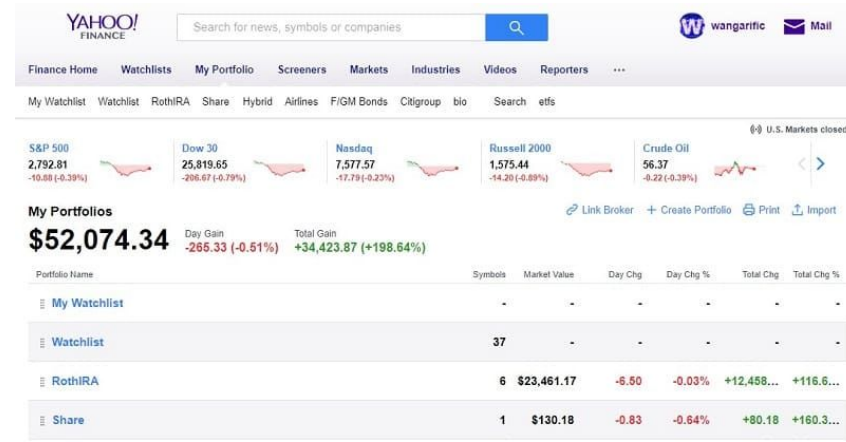 YAHOO!
FINANCE
Search for news, symbols or companies
W
wangarific
Mail
Finance Home Watchlists My Portfolio Screeners Markets Industries Videos Reporters ...
My Watchlist Watchlist RothIRA Share Hybrid Airlines F/GM Bonds Citigroup bio Search etfs
U.S. Markets closed
S&P 500 Dow 30 Nasdaq Russell 2000 Crude Oil
2,792.81 25,819.65 7,577.57 1,575.44 56.37
-10.88 (-0.39%) -206.67 (-0.79%) -17.79 (-0.23%) -14.20 (-0.89%) -0.22 (-0.39%)
My Portfolios Link Broker + Create Portfolio Print Import
$52,074.34 Day Gain Total Gain
-265.33 (-0.51%) +34,423.87 (+198.64%)
Portfolio Name Symbols Market Value Day Chg Day Chg % Total Chg Total Chg %
My Watchlist - - - - - -
Watchlist 37 - - - - -
RothIRA 6 $23,461.17 -6.50 -0.03% +12,458... +116.6...
Share 1 $130.18 -0.83 -0.64% +80.18 +160.3...